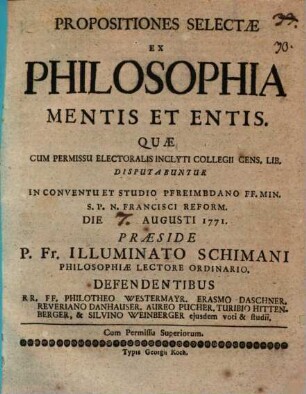 PROPOSITIONES SELECTÆ
EX
PHILOSOPHIA
MENTIS ET ENTIS.
QUÆ
CUM PERMISSU ELECTORALIS INCLYTI COLLEGII CENS. LIB.
DISPUTABUNTUR
IN CONVENTU ET STUDIO PFREIMBDANO FF. MIN.
S. P. N. FRANCISCI REFORM.
DIE 7. AUGUSTI 1771.
PRÆSIDE
P. Fr. ILLUMINATO SCHIMANI
PHILOSOPHIÆ LECTORE ORDINARIO,
DEFENDENTIBUS
RR. FF. PHILOTHEO WESTERMAYR, ERASMO DASCHNER,
REVERIANO DANHAUSER, AUREO PUCHER, TURIBIO HITTEN-
BERGER, & SILVINO WEINBERGER ejusdem voti & studii.
Cum Permissu Superiorum.
Typis Georgii Kock.